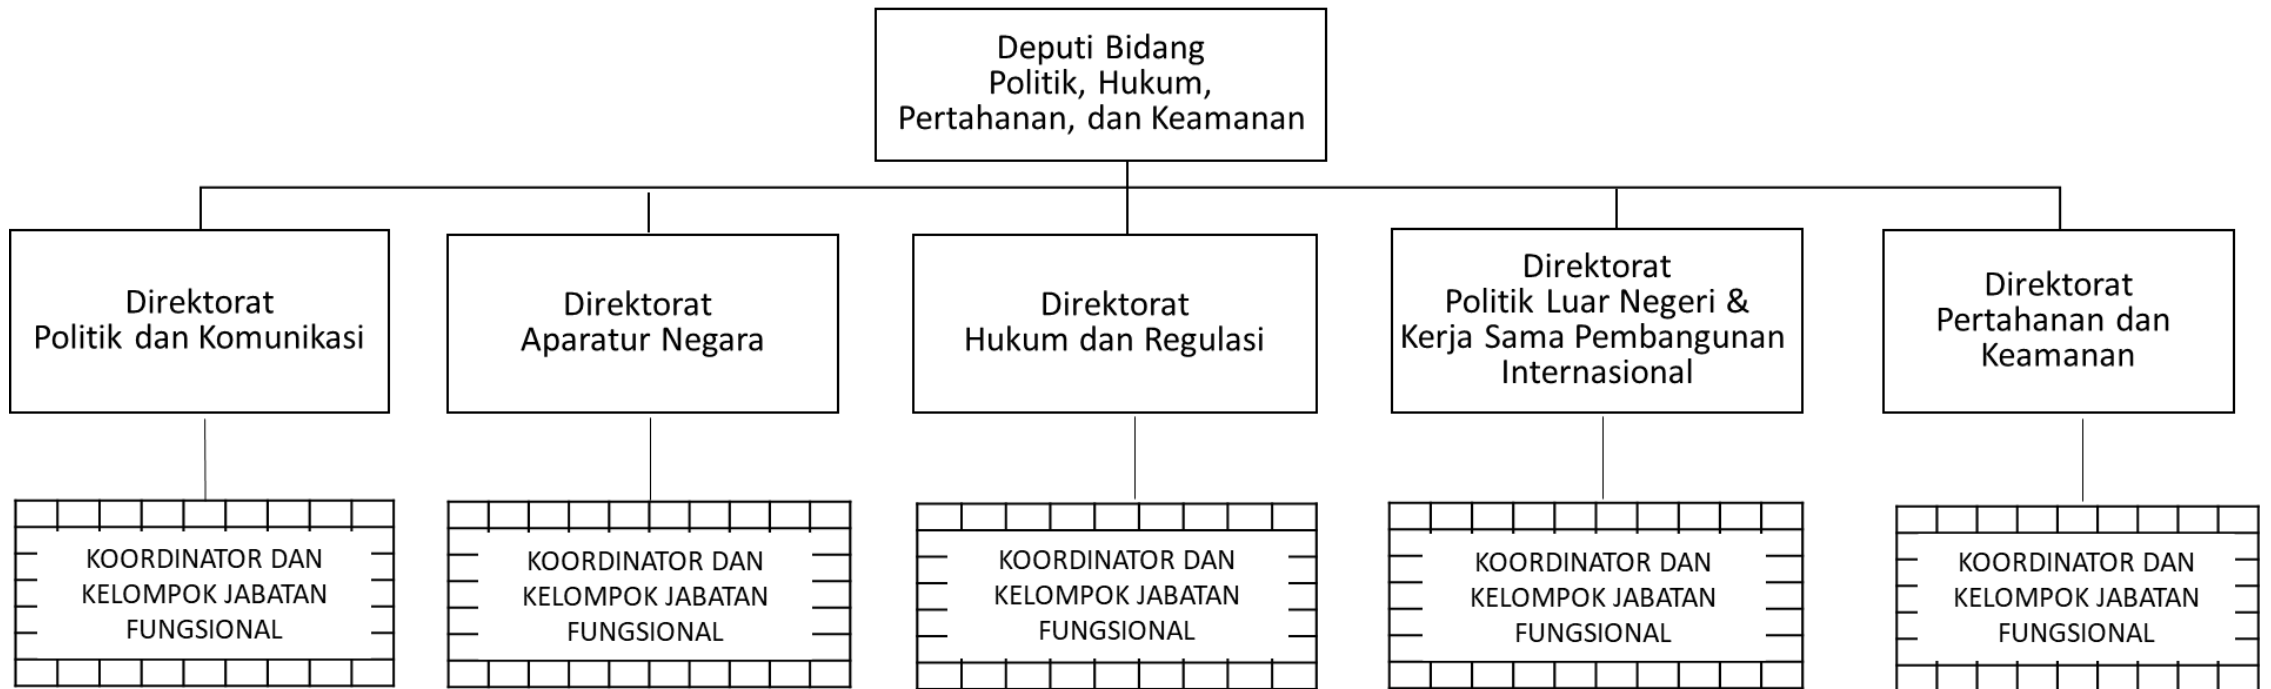 Deputi Bidang
Politik, Hukum,
Pertahanan, dan Keamanan
Direktorat
Politik dan Komunikasi
Direktorat
Aparatur Negara
Direktorat
Hukum dan Regulasi
Direktorat
Politik Luar Negeri &
Kerja Sama Pembangunan
Internasional
Direktorat
Pertahanan dan
Keamanan
KOORDINATOR DAN
KELOMPOK JABATAN
FUNGSIONAL
KOORDINATOR DAN
KELOMPOK JABATAN
FUNGSIONAL
KOORDINATOR DAN
KELOMPOK JABATAN
FUNGSIONAL
KOORDINATOR DAN
KELOMPOK JABATAN
FUNGSIONAL
KOORDINATOR DAN
KELOMPOK JABATAN
FUNGSIONAL